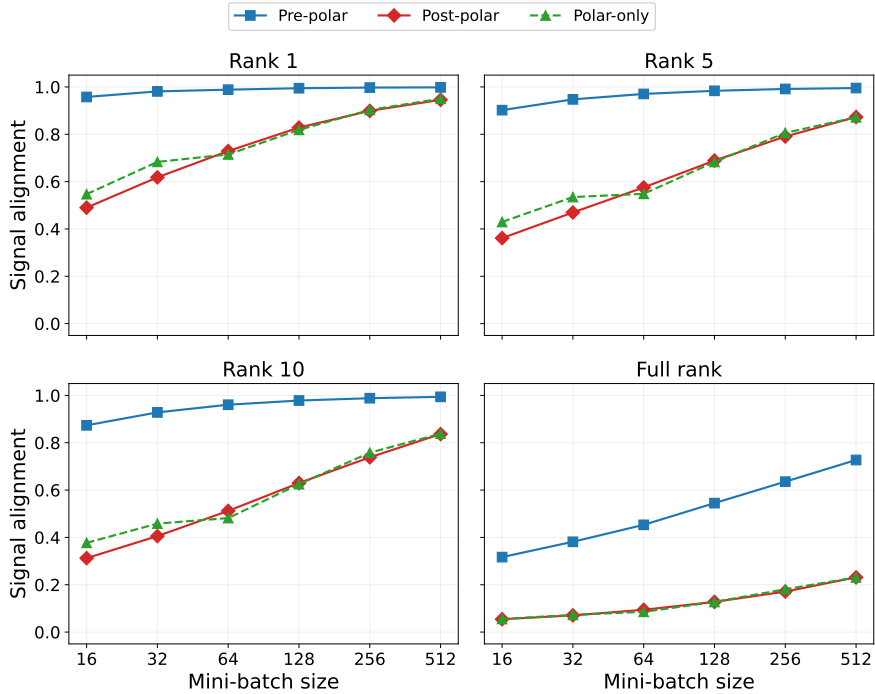 Pre-polar Post-polar Polar-only
Rank 1
Rank 5
Signal alignment
1.0
0.8
0.6
0.4
0.2
0.0
Rank 10
Full rank
Signal alignment
1.0
0.8
0.6
0.4
0.2
0.0
16 32 64 128 256 512
16 32 64 128 256 512
Mini-batch size
Mini-batch size